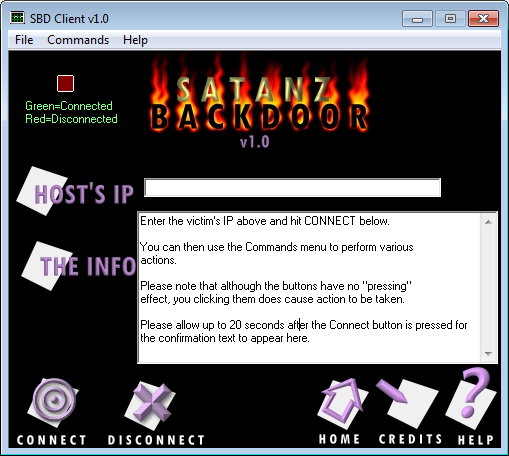 SBD Client v1.0
File Commands Help
Green=Connected
Red=Disconnected
SATANZ
BACKDOOR
v1.0
HOST'S IP
THE INFO
Enter the victim's IP above and hit CONNECT below.
You can then use the Commands menu to perform various
actions.
Please note that although the buttons have no "pressing"
effect, you clicking them does cause action to be taken.
Please allow up to 20 seconds after the Connect button is pressed for
the confirmation text to appear here.
CONNECT DISCONNECT HOME CREDITS HELP